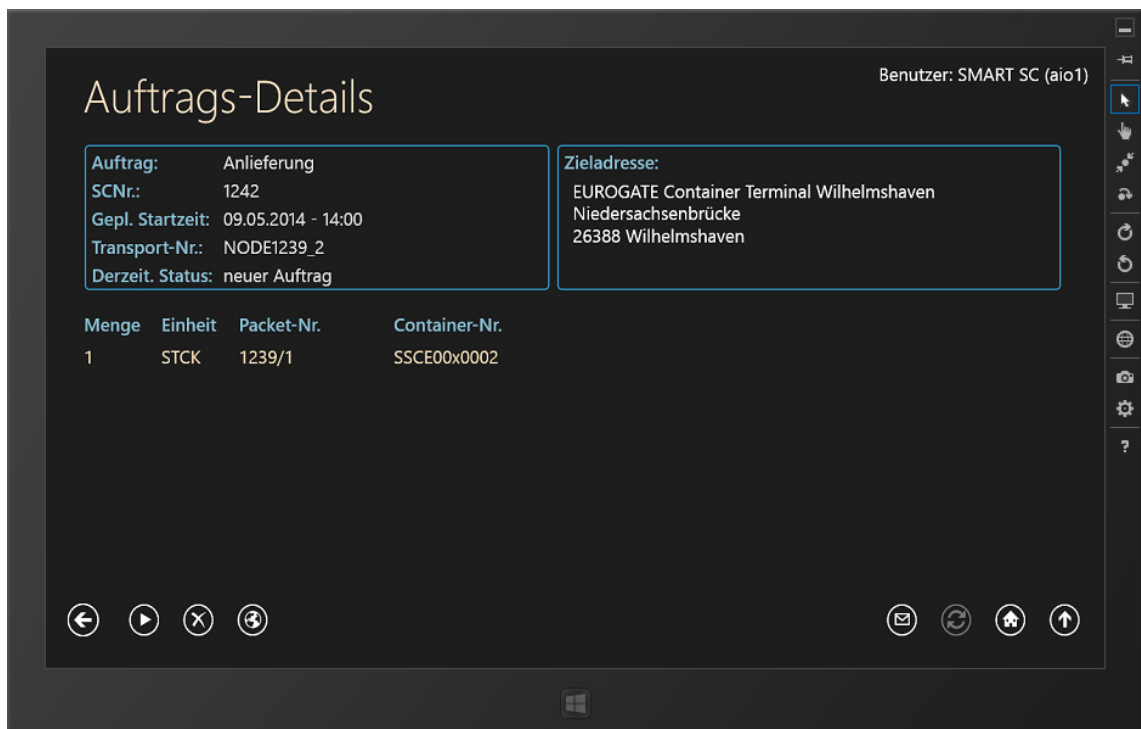 Benutzer: SMART SC (aio1)
Auftrags-Details
Auftrag: Anlieferung
SCNr.: 1242
Gepl. Startzeit: 09.05.2014 - 14:00
Transport-Nr.: NODE1239_2
Derzeit. Status: neuer Auftrag
Zieladresse:
EUROGATE Container Terminal Wilhelmshaven
Niedersachsenbrücke
26388 Wilhelmshaven
Menge Einheit Packet-Nr. Container-Nr.
1 STCK 1239/1 SSCE00x0002
?